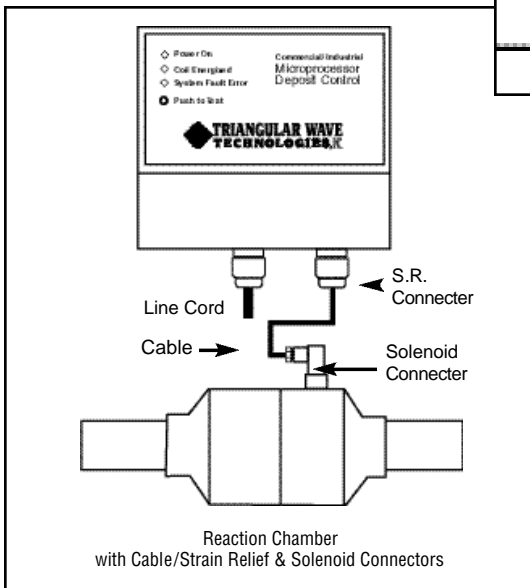 Power On
Coil Energized
System Fault Error
Push to Test
Commercial/Industrial
Microprocessor
Deposit Control
TRIANGULAR WAVE
TECHNOLOGIES,
S.R.
Connecter
Line Cord
Cable
Solenoid
Connecter
Reaction Chamber
with Cable/Strain Relief & Solenoid Connectors